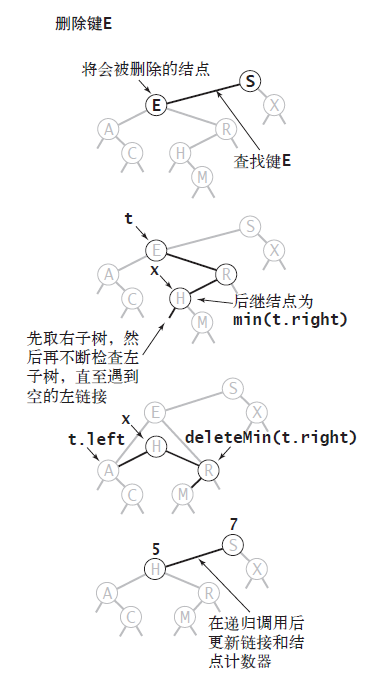 删除键E
将会被删除的结点
S
E
X
A
R
C
H
M
查找键E
t
S
E
X
x
A
R
C
H
M
后继结点为
min(t.right)
先取右子树，然
后再不断检查左
子树，直至遇到
空的左链接
S
E
X
x
t.left
H
deleteMin(t.right)
A
R
C
M
7
5
S
H
X
A
R
C
M
在递归调用后
更新链接和结
点计数器